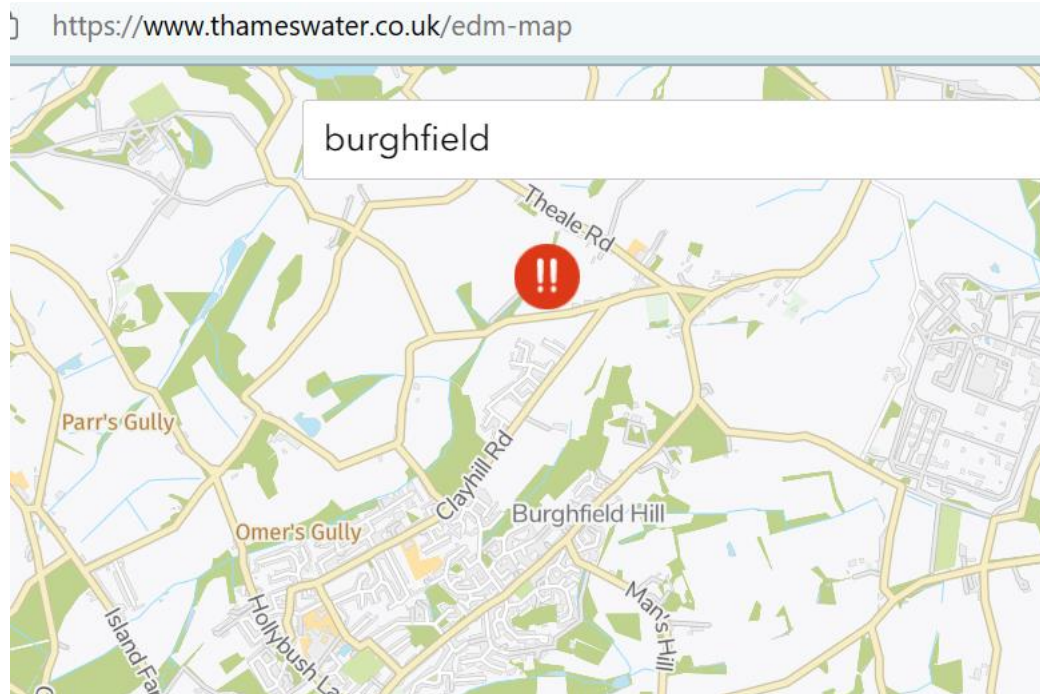 https://www.thameswater.co.uk/edm-map
burghfield
Theale Rd
!!
Parr's Gully
Clayhill Rd
Burghfield Hill
Omer's Gully
Man's Hill
Hollybush La
Island Far